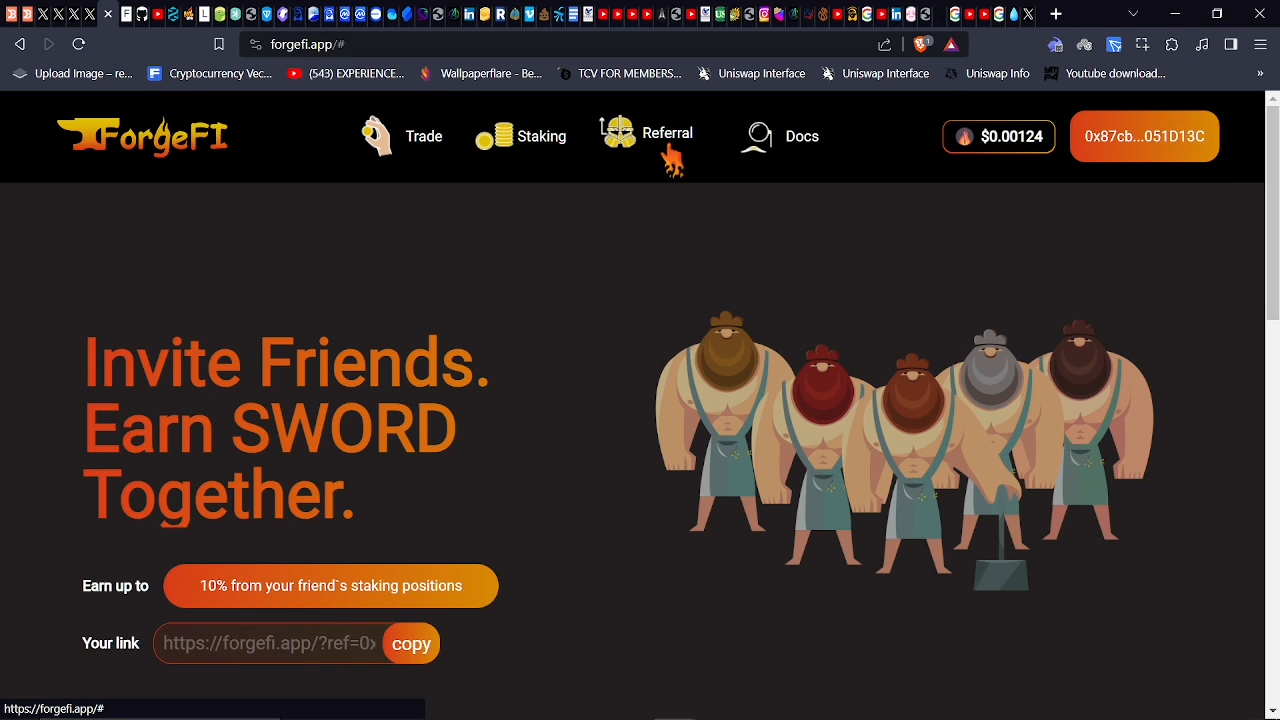 forgefi.app/#
1
Upload Image – re...
Cryptocurrency Vec...
(543) EXPERIENCE...
Wallpaperflare - Be...
TCV FOR MEMBERS...
Uniswap Interface
Uniswap Interface
Uniswap Info
Youtube download...
»
ForgeFI
Trade
Staking
Referral
Docs
$0.00124
0x87cb...051D13C
Invite Friends.
Earn SWORD
Together.
Earn up to
10% from your friend`s staking positions
Your link
https://forgefi.app/?ref=0x
copy
https://forgefi.app/#